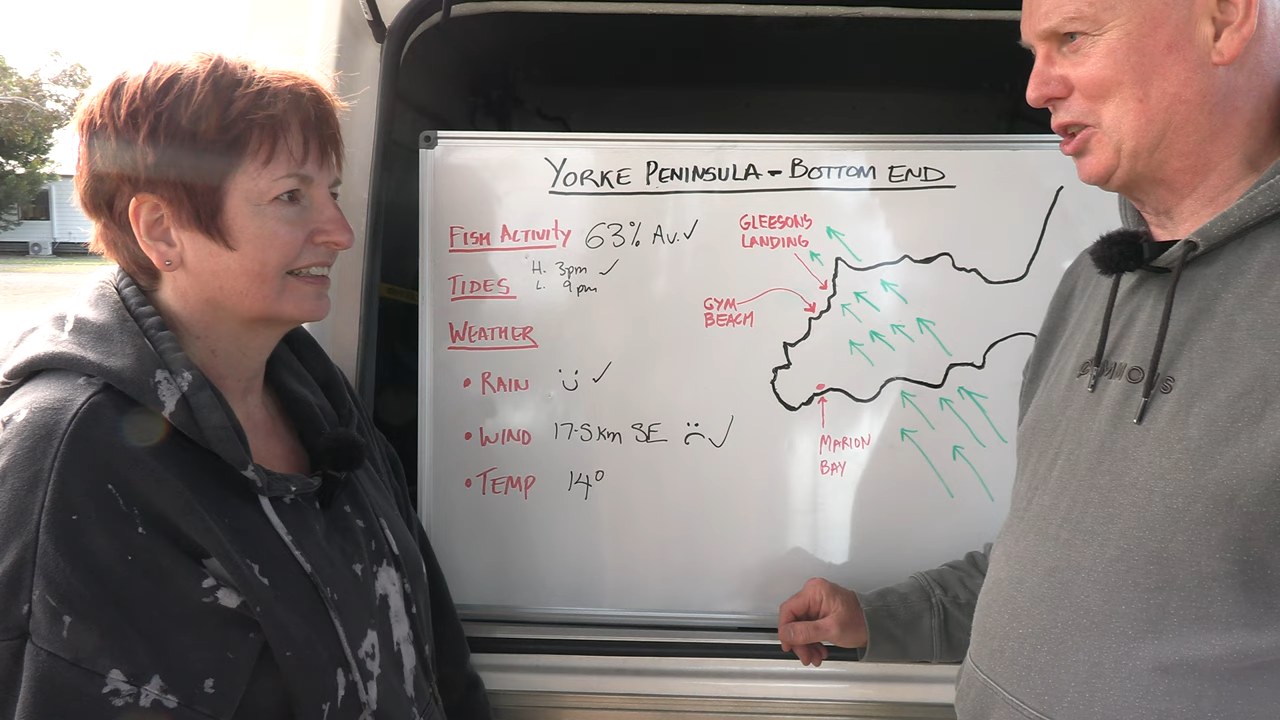 YORKE PENINSULA - BOTTOM END
FISH ACTIVITY 63% AV. ✓
TIDES H. 3pm ✓
L. 9pm
WEATHER
• RAIN ✓
• WIND 17.5km SE ✓
• TEMP 14°
GLEESONS
LANDING
GYM
BEACH
MARION
BAY